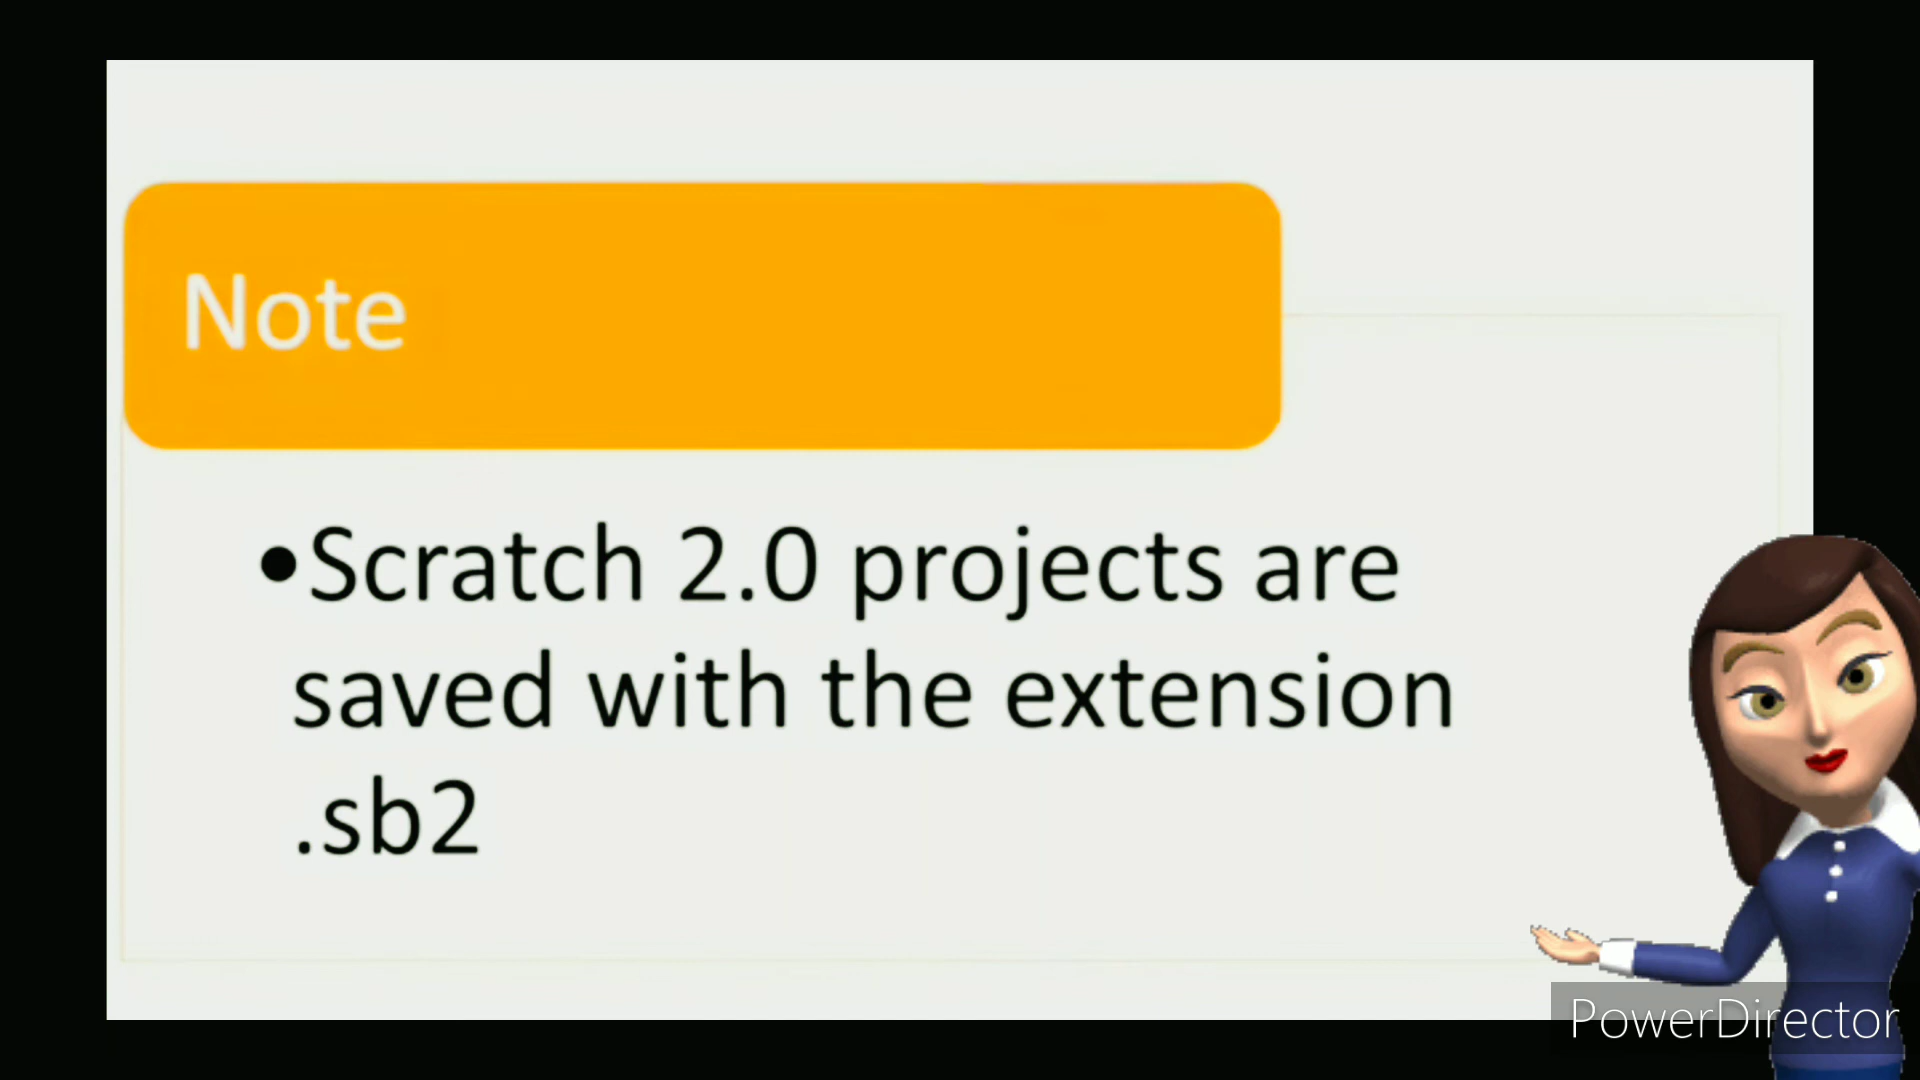 Note
•Scratch 2.0 projects are
saved with the extension
.sb2
PowerDirector